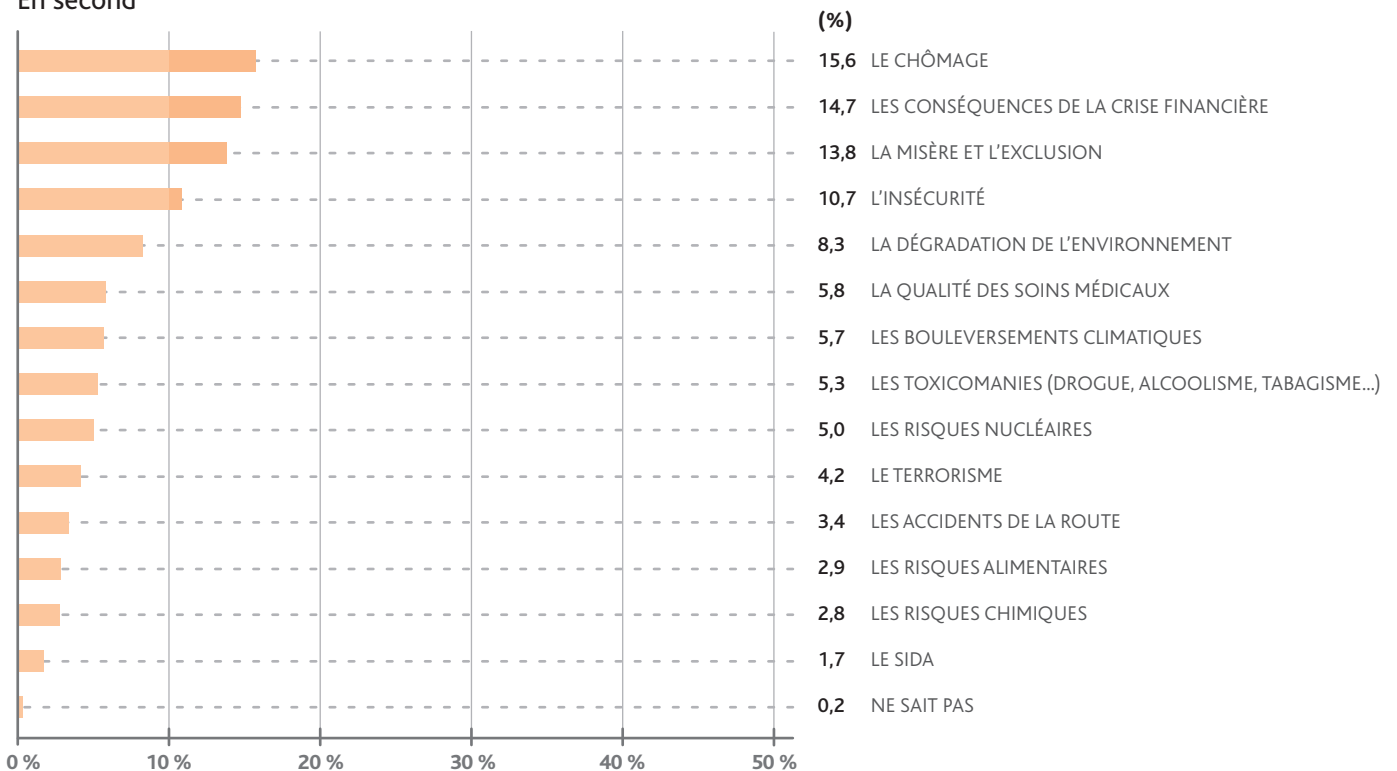 En second
(%)
15,6 LE CHÔMAGE
14,7 LES CONSÉQUENCES DE LA CRISE FINANCIÈRE
13,8 LA MISÈRE ET L'EXCLUSION
10,7 L'INSÉCURITÉ
8,3 LA DÉGRADATION DE L'ENVIRONNEMENT
5,8 LA QUALITÉ DES SOINS MÉDICAUX
5,7 LES BOULEVERSEMENTS CLIMATIQUES
5,3 LES TOXICOMANIES (DROGUE, ALCOOLISME, TABAGISME...)
5,0 LES RISQUES NUCLÉAIRES
4,2 LE TERRORISME
3,4 LES ACCIDENTS DE LA ROUTE
2,9 LES RISQUES ALIMENTAIRES
2,8 LES RISQUES CHIMIQUES
1,7 LE SIDA
0,2 NE SAIT PAS
0 % 10 % 20 % 30 % 40 % 50 %